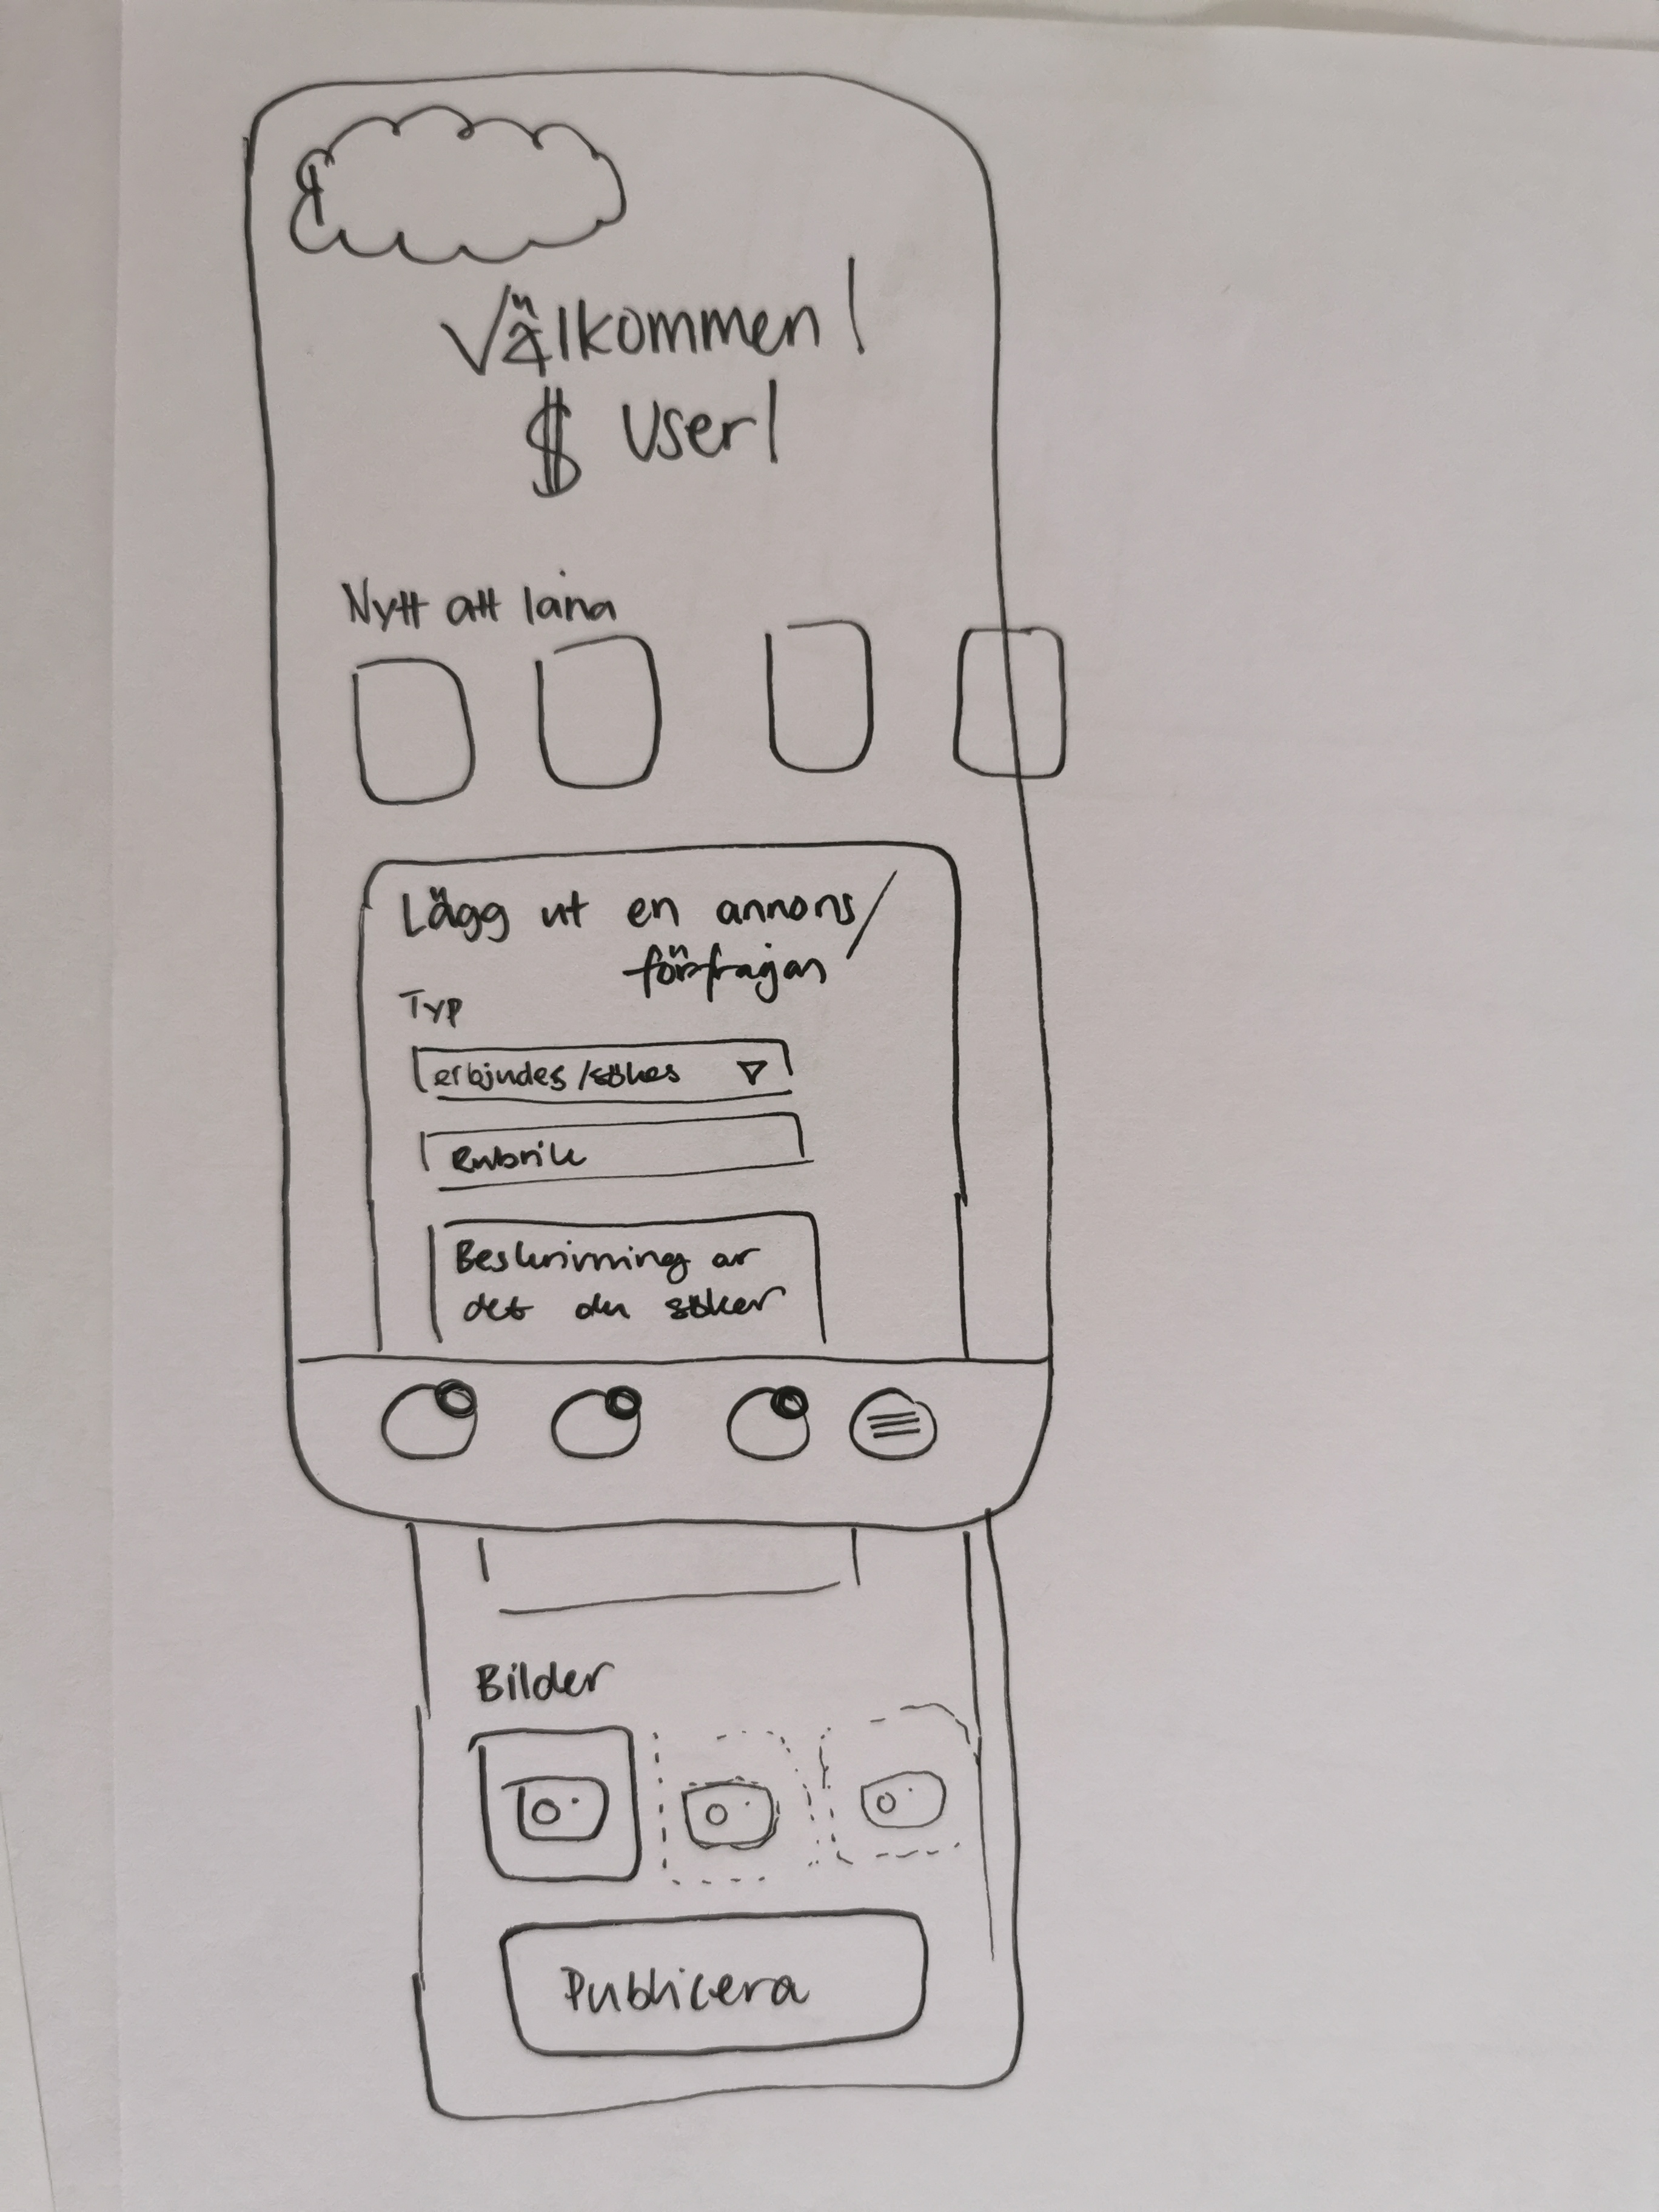 Välkommen!
$ User!
Nytt att låna
Lägg ut en annons/
förfrågan
Typ
erbjudes/sökes
Rubrik
Beskrivning av
det du söker
Bilder
Publicera